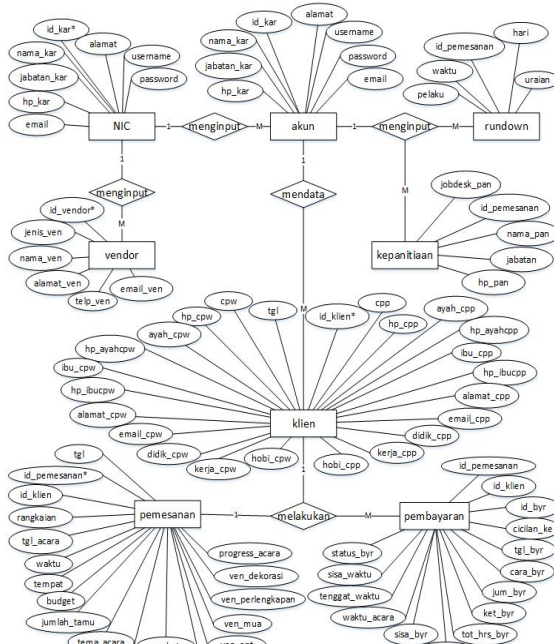 id_kar*
alamat
nama_kar
username
jabatan_kar
password
hp_kar
email
NIC
1
menginput
M
id_kar
alamat
nama_kar
username
jabatan_kar
password
hp_kar
email
akun
1
menginput
M
hari
id_pemesanan
waktu
uraian
pelaku
rundown
1
menginput
M
id_vendor*
jenis_ven
nama_ven
alamat_ven
telp_ven
email_ven
vendor
1
mendata
M
M
jobdesk_pan
id_pemesanan
nama_pan
jabatan
hp_pan
kepanitiaan
cpw
tgl
id_klien*
cpp
hp_cpw
hp_cpp
ayah_cpw
ayah_cpp
hp_ayahcpw
hp_ayahcpp
ibu_cpw
ibu_cpp
hp_ibucpw
hp_ibucpp
alamat_cpw
alamat_cpp
email_cpw
email_cpp
didik_cpw
didik_cpp
kerja_cpw
kerja_cpp
hobi_cpw
hobi_cpp
klien
1
tgl
id_pemesanan*
id_klien
rangkaian
tgl_acara
waktu
tempat
budget
jumlah_tamu
tema_acara
pemesanan
1
melakukan
M
pembayaran
progress_acara
ven_dekorasi
ven_perlengkapan
ven_mua
id_pemesanan
id_klien
id_byr
cicilan_ke
tgl_byr
cara_byr
jum_byr
ket_byr
tot_hrs_byr
status_byr
sisa_waktu
tenggat_waktu
waktu_acara
sisa_byr